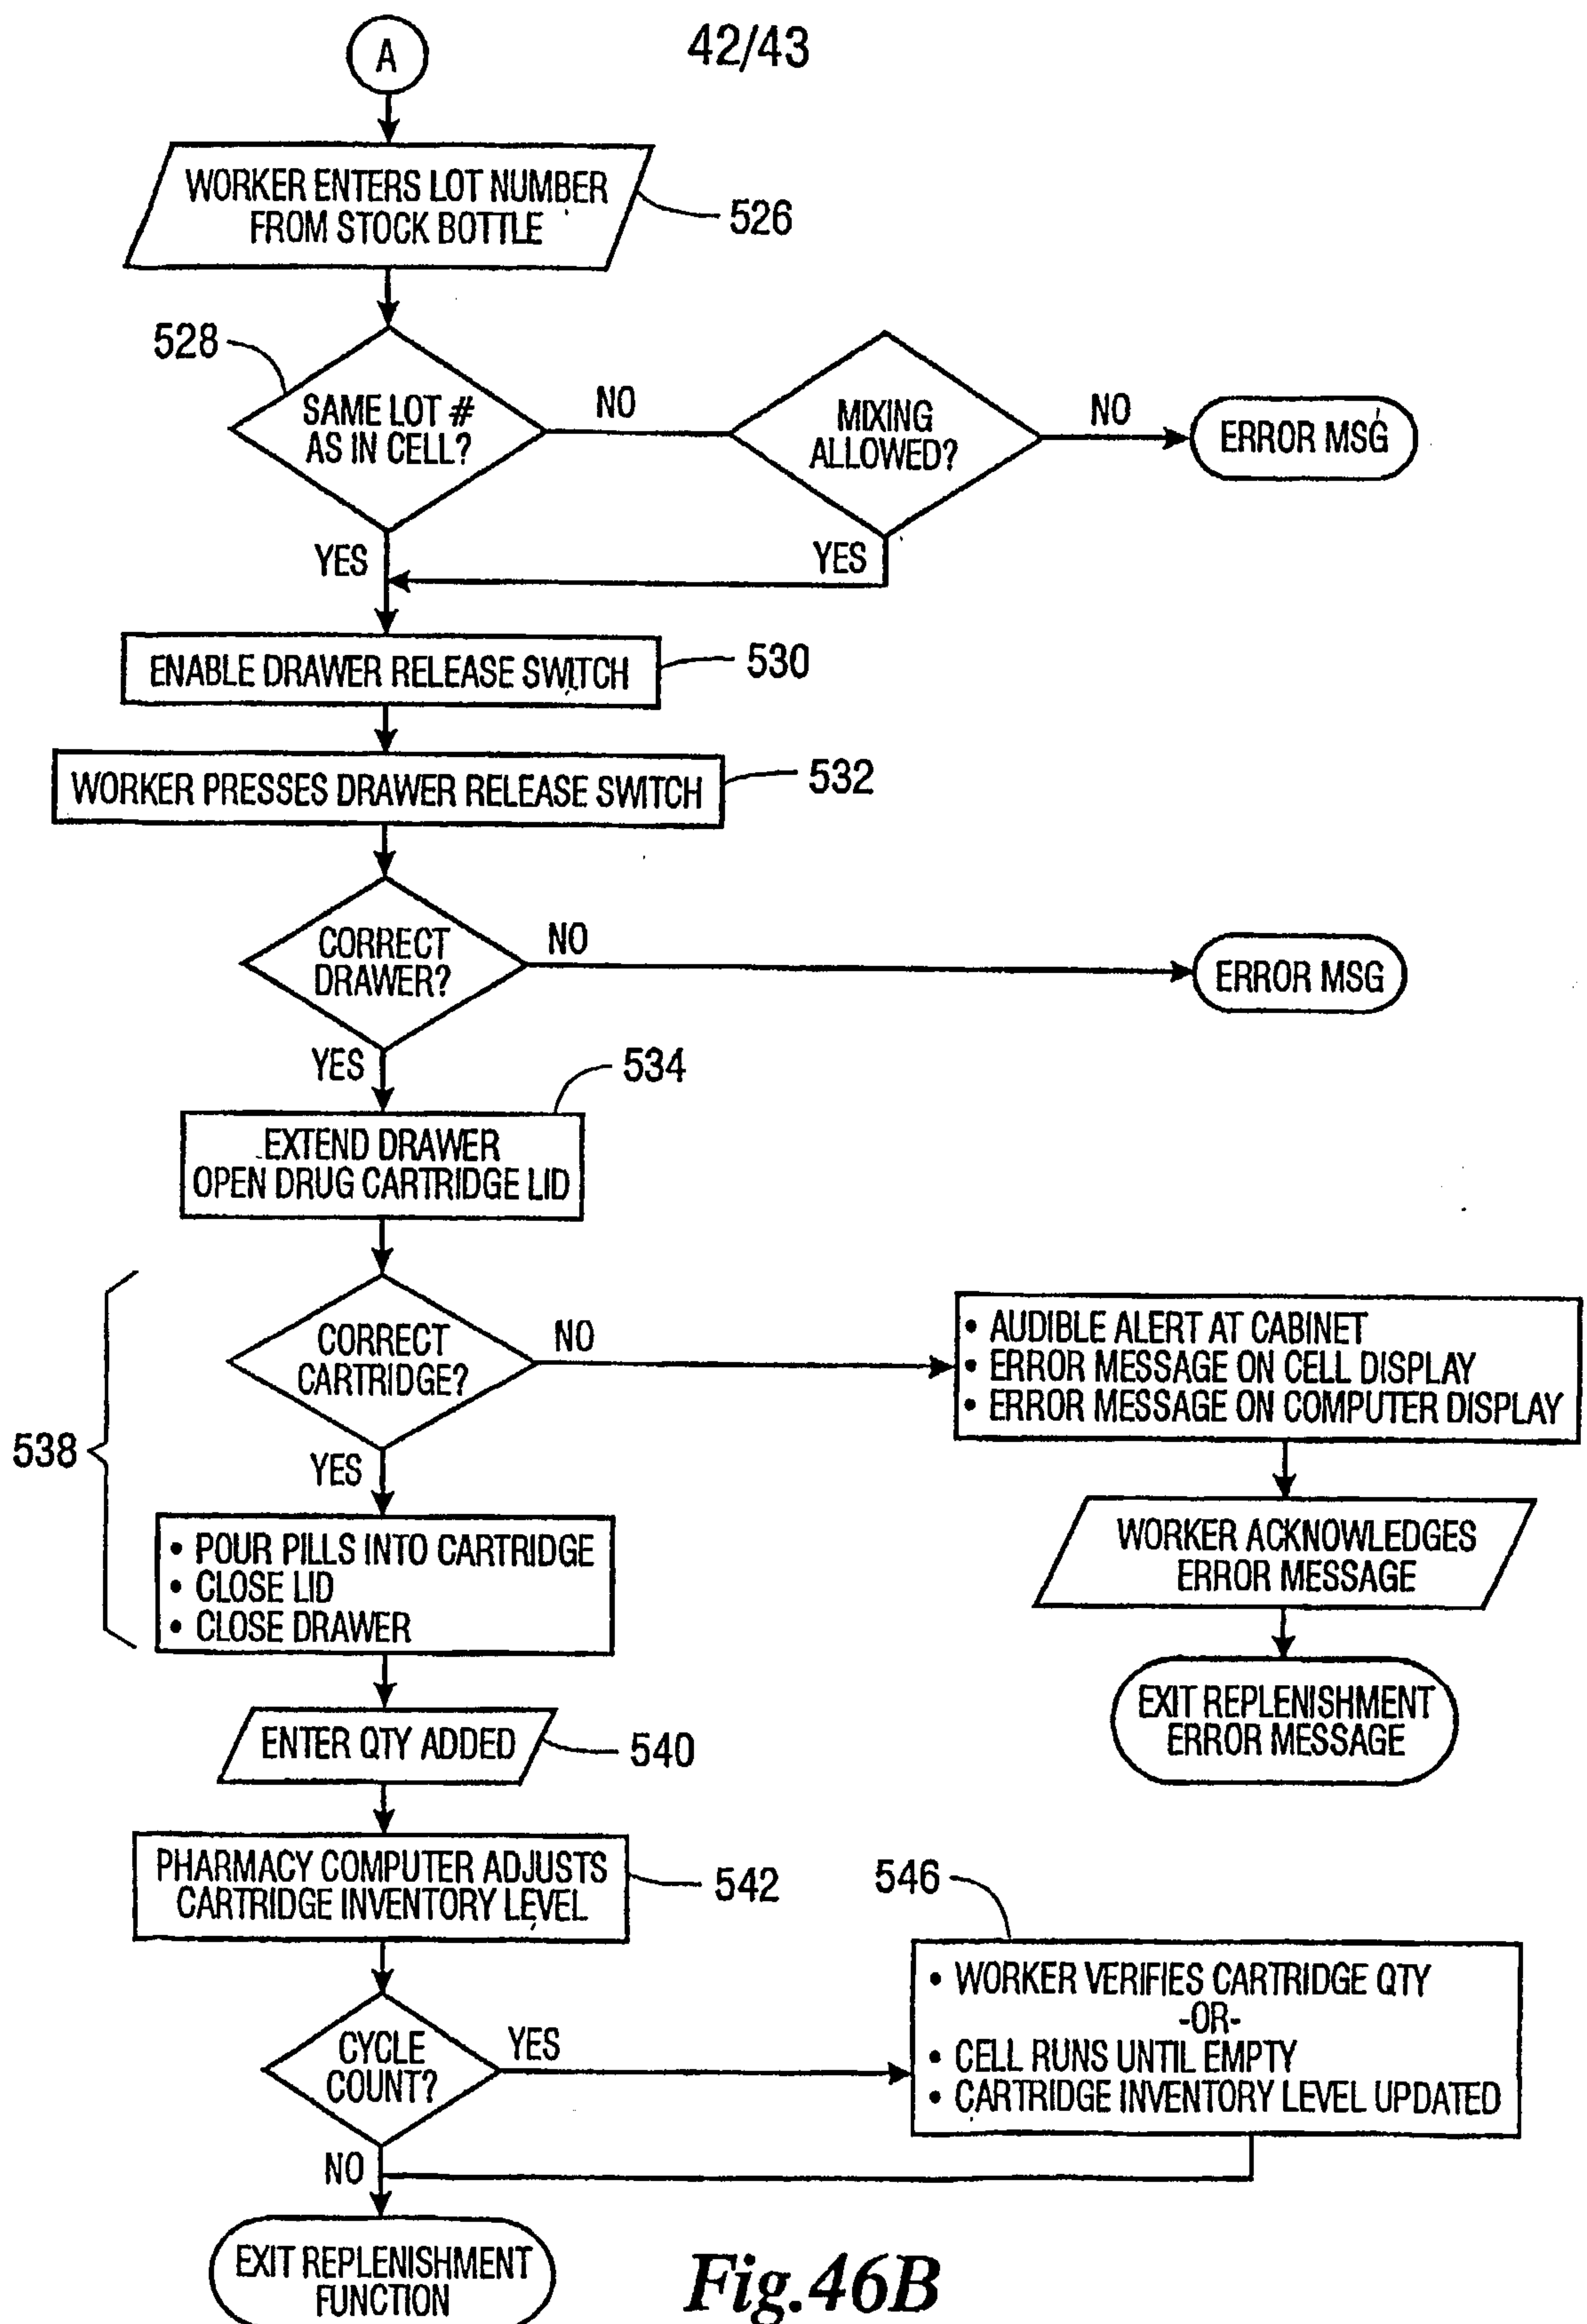 42/43
A
WORKER ENTERS LOT NUMBER
FROM STOCK BOTTLE
526
528
SAME LOT #
AS IN CELL?
NO
MIXING
ALLOWED?
NO
ERROR MSG
YES
YES
ENABLE DRAWER RELEASE SWITCH
530
WORKER PRESSES DRAWER RELEASE SWITCH
532
CORRECT
DRAWER?
NO
ERROR MSG
YES
534
EXTEND DRAWER
OPEN DRUG CARTRIDGE LID
538
CORRECT
CARTRIDGE?
NO
• AUDIBLE ALERT AT CABINET
• ERROR MESSAGE ON CELL DISPLAY
• ERROR MESSAGE ON COMPUTER DISPLAY
YES
• POUR PILLS INTO CARTRIDGE
• CLOSE LID
• CLOSE DRAWER
WORKER ACKNOWLEDGES
ERROR MESSAGE
EXIT REPLENISHMENT
ERROR MESSAGE
ENTER QTY ADDED
540
PHARMACY COMPUTER ADJUSTS
CARTRIDGE INVENTORY LEVEL
542
546
CYCLE
COUNT?
YES
• WORKER VERIFIES CARTRIDGE QTY
-OR-
• CELL RUNS UNTIL EMPTY
• CARTRIDGE INVENTORY LEVEL UPDATED
NO
EXIT REPLENISHMENT
FUNCTION
Fig.46B